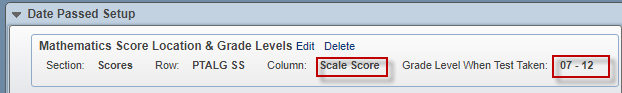 Date Passed Setup
Mathematics Score Location & Grade Levels Edit Delete
Section: Scores Row: PTALG SS Column: Scale Score Grade Level When Test Taken: 07 - 12